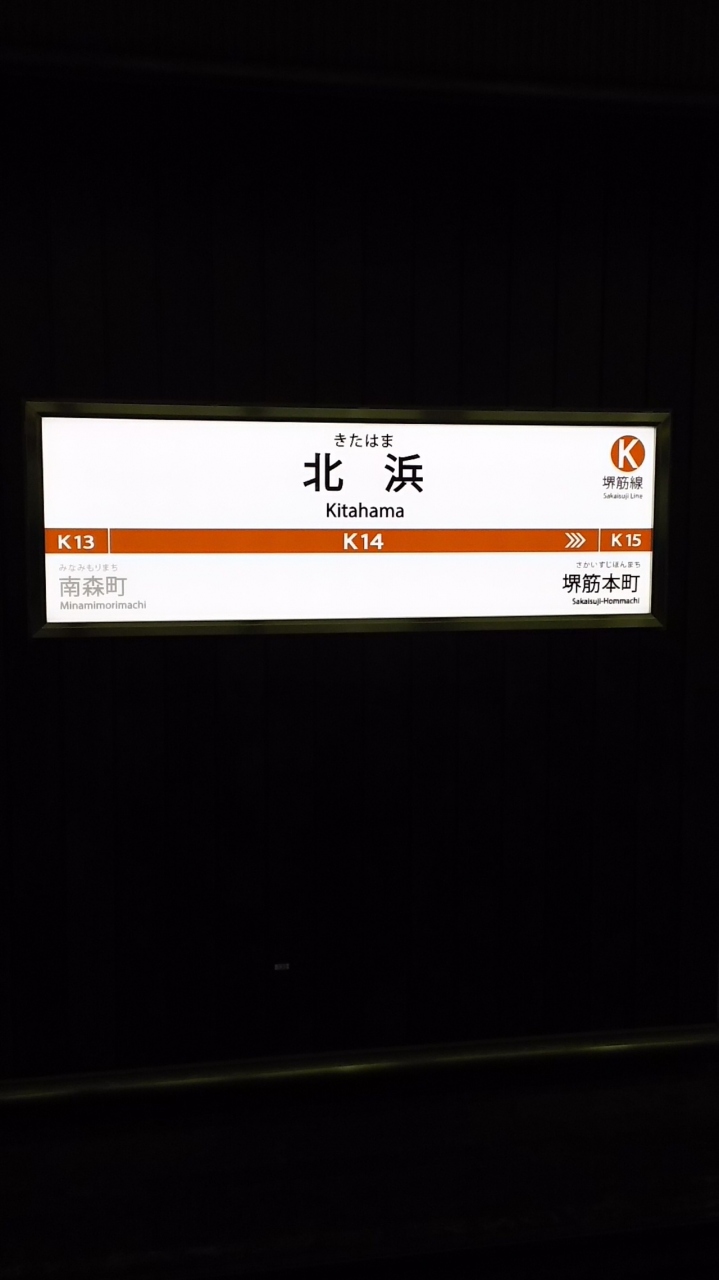 きたはま
北 浜
Kitahama
K
堺筋線
Sakaisuji Line
K13
K14
K15
みなみもりまち
南森町
Minamimorimachi
さかいすじほんまち
堺筋本町
Sakaisuji-Hommachi